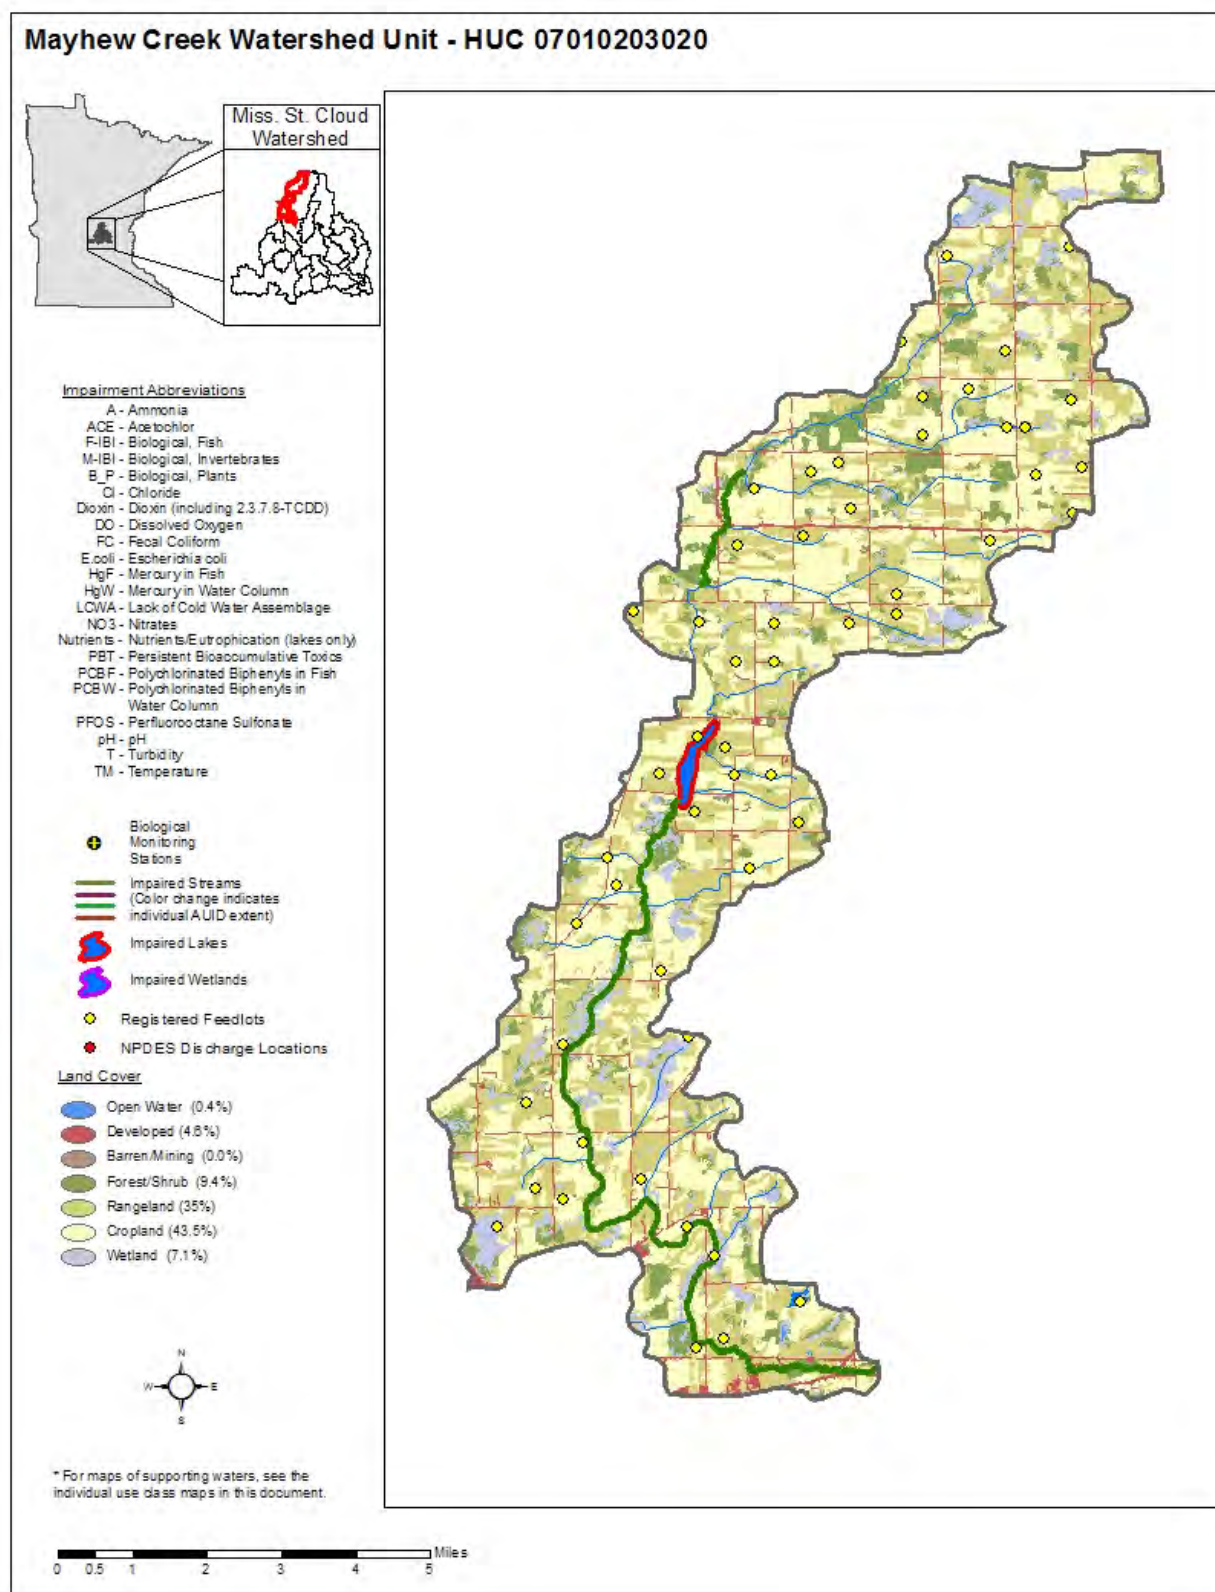 Mayhew Creek Watershed Unit - HUC 07010203020
Miss. St. Cloud
Watershed
Impairment Abbreviations
A - Ammonia
ACE - Acetochlor
F-IBI - Biological, Fish
M-IBI - Biological, Invertebrates
B_P - Biological, Plants
Cl - Chloride
Dioxin - Dioxin (including 2.3.7.8-TCDD)
DO - Dissolved Oxygen
FC - Fecal Coliform
E.coli - Escherichia coli
HgF - Mercury in Fish
HgW - Mercury in Water Column
LCWA - Lack of Cold Water Assemblage
NO3 - Nitrates
Nutrients - Nutrients/Eutrophication (lakes only)
PBT - Persistent Bioaccumulative Toxics
PCBF - Polychlorinated Biphenyls in Fish
PCBW - Polychlorinated Biphenyls in
Water Column
PFOS - Perfluorooctane Sulfonate
pH - pH
T - Turbidity
TM - Temperature
Biological
Monitoring
Stations
Impaired Streams
(Color change indicates
individual AUID extent)
Impaired Lakes
Impaired Wetlands
Registered Feedlots
NPDES Discharge Locations
Land Cover
Open Water (0.4%)
Developed (4.6%)
Barren/Mining (0.0%)
Forest/Shrub (9.4%)
Rangeland (35%)
Cropland (43.5%)
Wetland (7.1%)
N
W E
S
* For maps of supporting waters, see the
individual use class maps in this document.
Miles
0 0.5 1 2 3 4 5